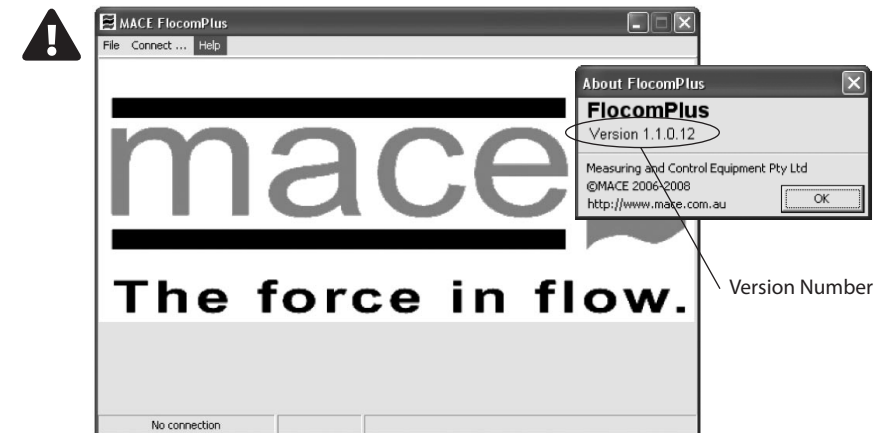 MACE FlocomPlus
File Connect ... Help
mace
The force in flow.
No connection
About FlocomPlus
FlocomPlus
Version 1.1.0.12
Measuring and Control Equipment Pty Ltd
©MACE 2006-2008
http://www.mace.com.au
OK
Version Number